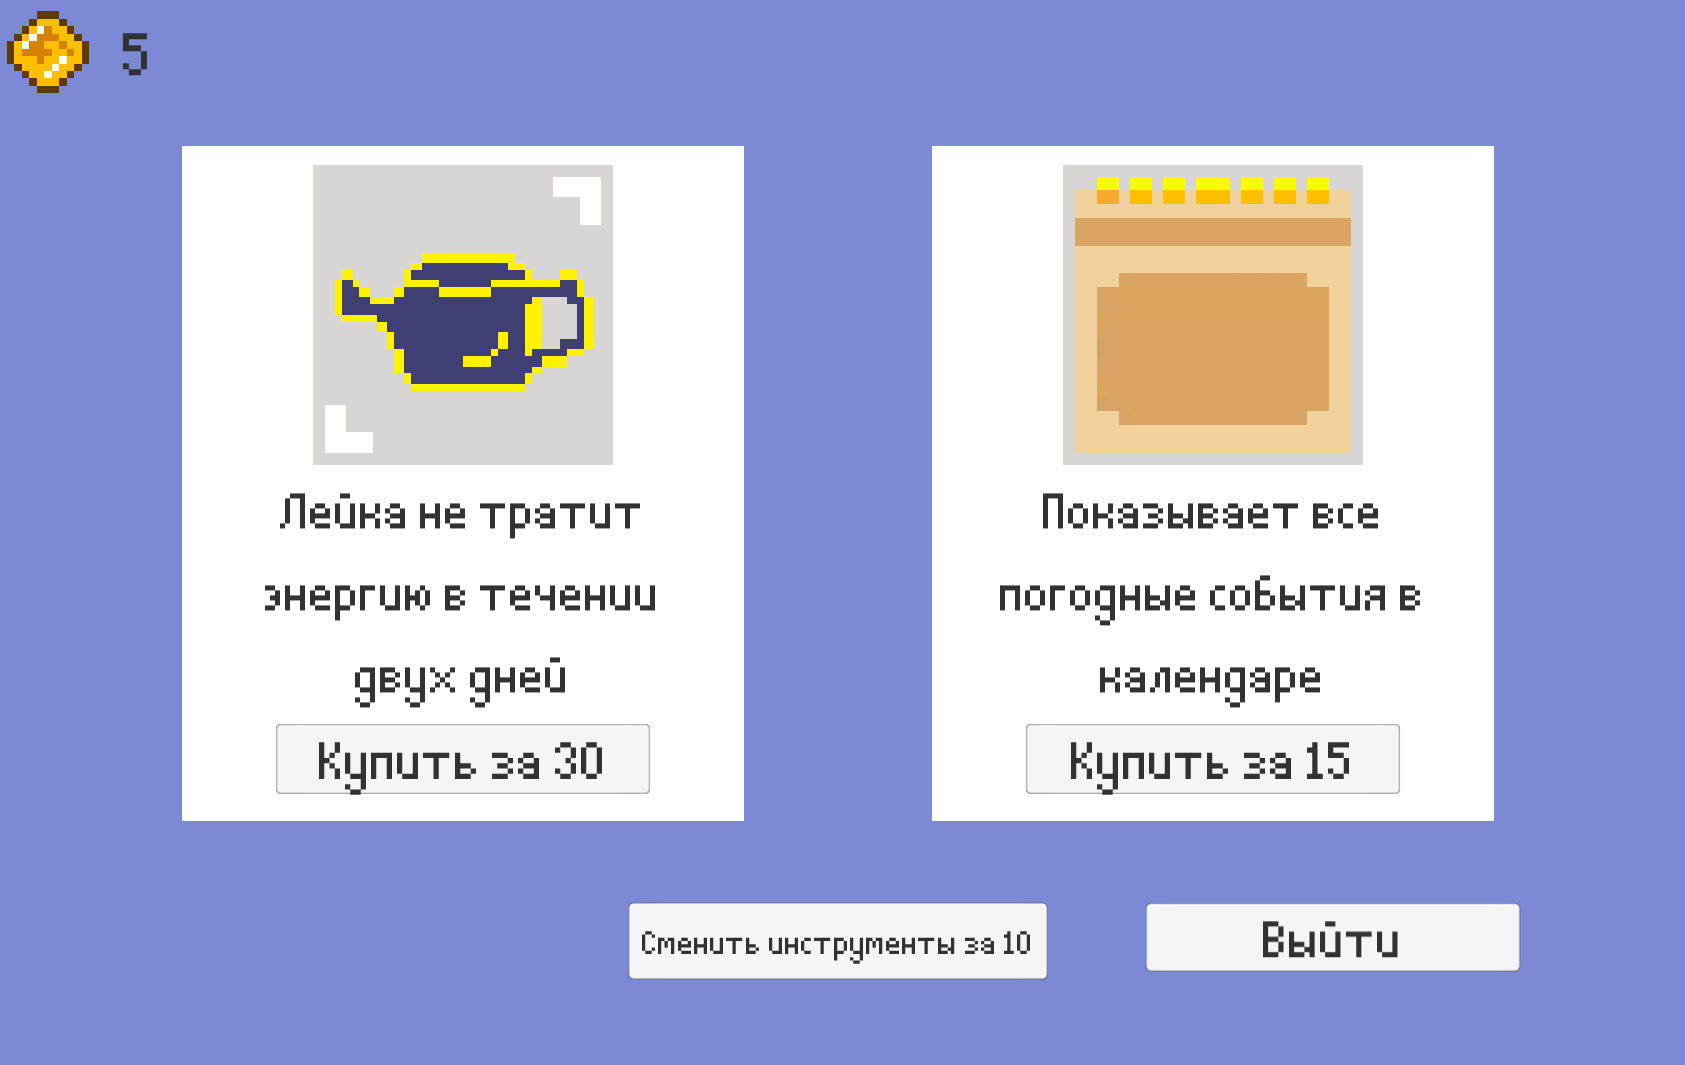 5
Лейка не тратит
энергию в течении
двух дней
Купить за 30
Показывает все
погодные события в
календаре
Купить за 15
Сменить инструменты за 10
Выйти